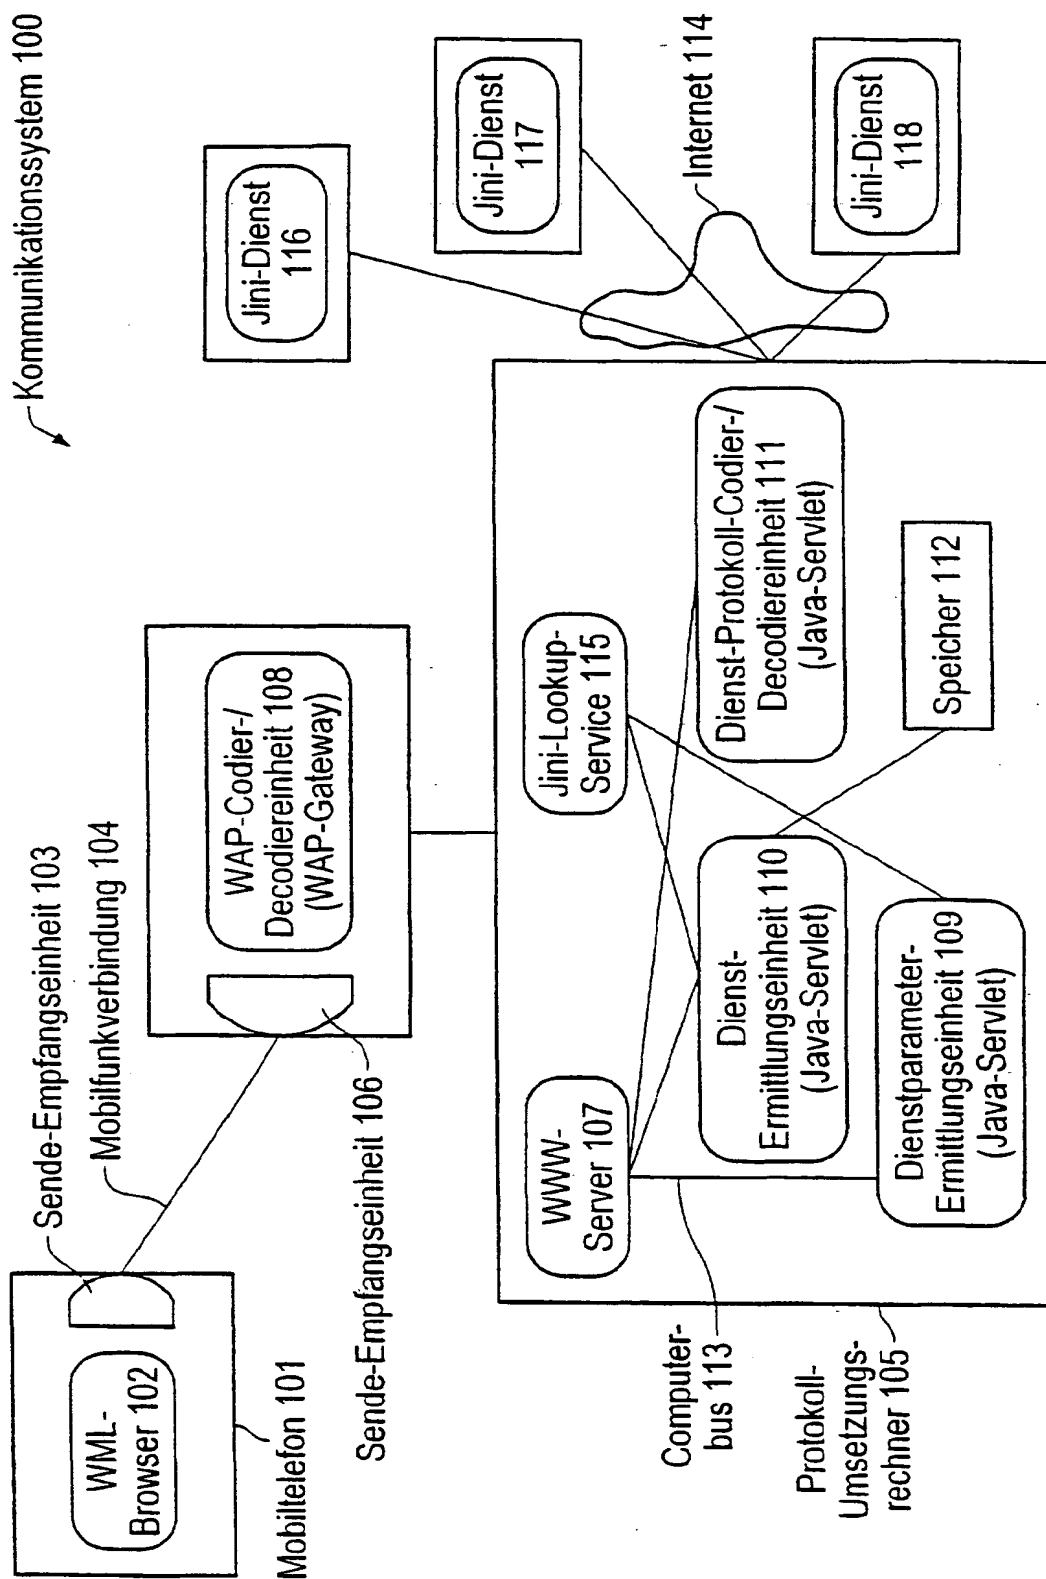 Kommunikationssystem 100
WML-
Browser 102
Mobiltelefon 101
Sende-Empfangseinheit 103
Mobilfunkverbindung 104
WAP-Codier-/
Decodiereinheit 108
(WAP-Gateway)
Sende-Empfangseinheit 106
Jini-Dienst
116
Jini-Dienst
117
Internet 114
Jini-Dienst
118
WWW-
Server 107
Jini-Lookup-
Service 115
Dienst-
Ermittlungseinheit 110
(Java-Servlet)
Dienst-Protokoll-Codier-/
Decodiereinheit 111
(Java-Servlet)
Dienstparameter-
Ermittlungseinheit 109
(Java-Servlet)
Speicher 112
Computer-
bus 113
Protokoll-
Umsetzungs-
rechner 105